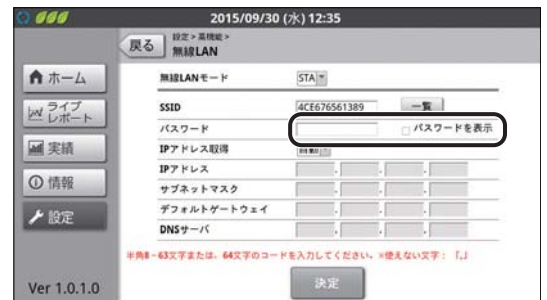 2015/09/30 (水) 12:35
戻る
設定 > 高機能 >
無線LAN
ホーム
ライブ
レポート
実績
情報
設定
Ver 1.0.1.0
無線LANモード STA
SSID 4CE676561389 一覧
パスワード パスワードを表示
IPアドレス取得
IPアドレス
サブネットマスク
デフォルトゲートウェイ
DNSサーバ
半角8-63文字または、64文字のコードを入力してください。※使えない文字:「,」
決定